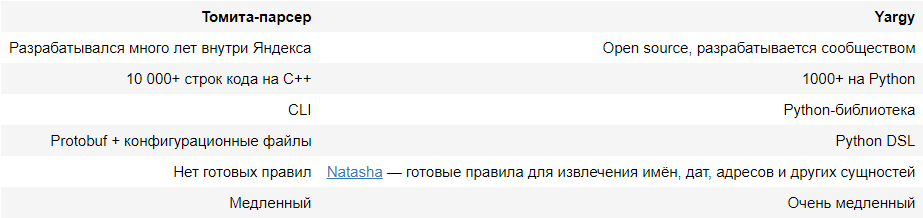 Томита-парсер Yargy
Разрабатывался много лет внутри Яндекса Open source, разрабатывается сообществом
10 000+ строк кода на C++ 1000+ на Python
CLI Python-библиотека
Protobuf + конфигурационные файлы Python DSL
Нет готовых правил Natasha — готовые правила для извлечения имён, дат, адресов и других сущностей
Медленный Очень медленный